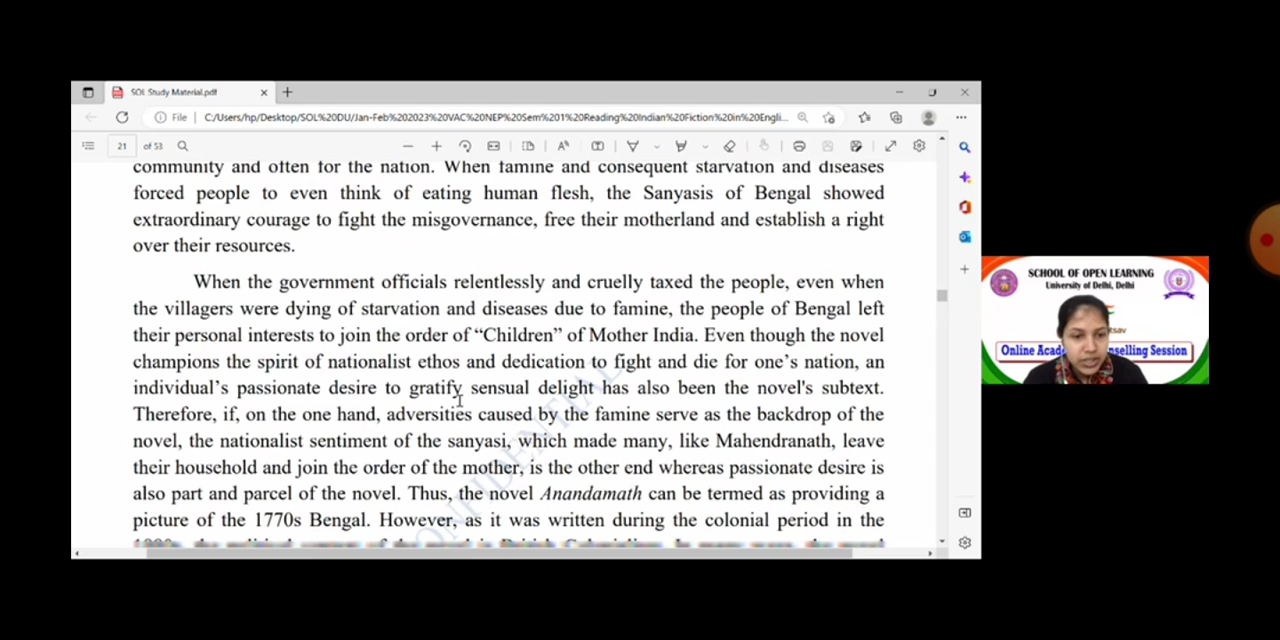 SOL Study Material.pdf
File C:/Users/hp/Desktop/SOL%20DU/Jan-Feb%202023%20VAC%20NEP%20Sem%201%20Reading%20Indian%20Fiction%20in%20Engli...
21 of 53
community and often for the nation. When famine and consequent starvation and diseases
forced people to even think of eating human flesh, the Sanyasis of Bengal showed
extraordinary courage to fight the misgovernance, free their motherland and establish a right
over their resources.
When the government officials relentlessly and cruelly taxed the people, even when
the villagers were dying of starvation and diseases due to famine, the people of Bengal left
their personal interests to join the order of “Children” of Mother India. Even though the novel
champions the spirit of nationalist ethos and dedication to fight and die for one’s nation, an
individual’s passionate desire to gratify sensual delight has also been the novel's subtext.
Therefore, if, on the one hand, adversities caused by the famine serve as the backdrop of the
novel, the nationalist sentiment of the sanyasi, which made many, like Mahendranath, leave
their household and join the order of the mother, is the other end whereas passionate desire is
also part and parcel of the novel. Thus, the novel Anandamath can be termed as providing a
picture of the 1770s Bengal. However, as it was written during the colonial period in the
SCHOOL OF OPEN LEARNING
University of Delhi, Delhi
Online Acad selling Session